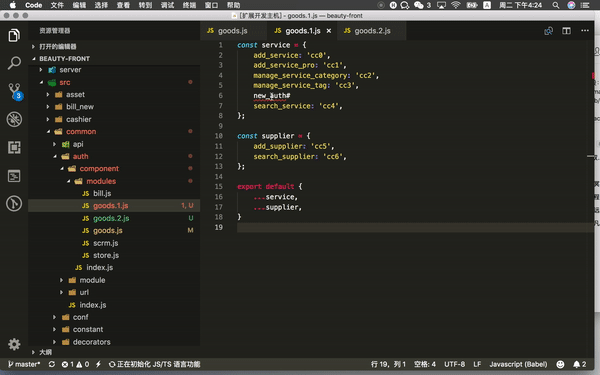 Code 文件 编辑 选择 查看 转到 调试 终端 窗口 帮助
3 周二 下午4:24
[扩展开发主机] - goods.1.js — beauty-front
资源管理器
JS goods.js
JS goods.1.js ×
JS goods.2.js
打开的编辑器
BEAUTY-FRONT
server
src
asset
bill_new
cashier
common
api
auth
component
modules
JS bill.js
JS goods.1.js 1, U
JS goods.2.js U
JS goods.js M
JS scrm.js
JS store.js
JS index.js
module
url
JS index.js
conf
constant
decorators
大纲
3
1 const service = {
2 add_service: 'cc0',
3 add_service_pro: 'cc1',
4 manage_service_category: 'cc2',
5 manage_service_tag: 'cc3',
6 new_auth#
7 search_service: 'cc4',
8 };
9
10 const supplier = {
11 add_supplier: 'cc5',
12 search_supplier: 'cc6',
13 };
14
15 export default {
16 ...service,
17 ...supplier,
18 }
19
master* 1 0 正在初始化 JS/TS 语言功能 行 19，列 1 空格: 4 UTF-8 LF Javascript (Babel) 2